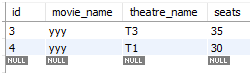 id movie_name theatre_name seats
3 yyy T3 35
4 yyy T1 30
NULL NULL NULL NULL